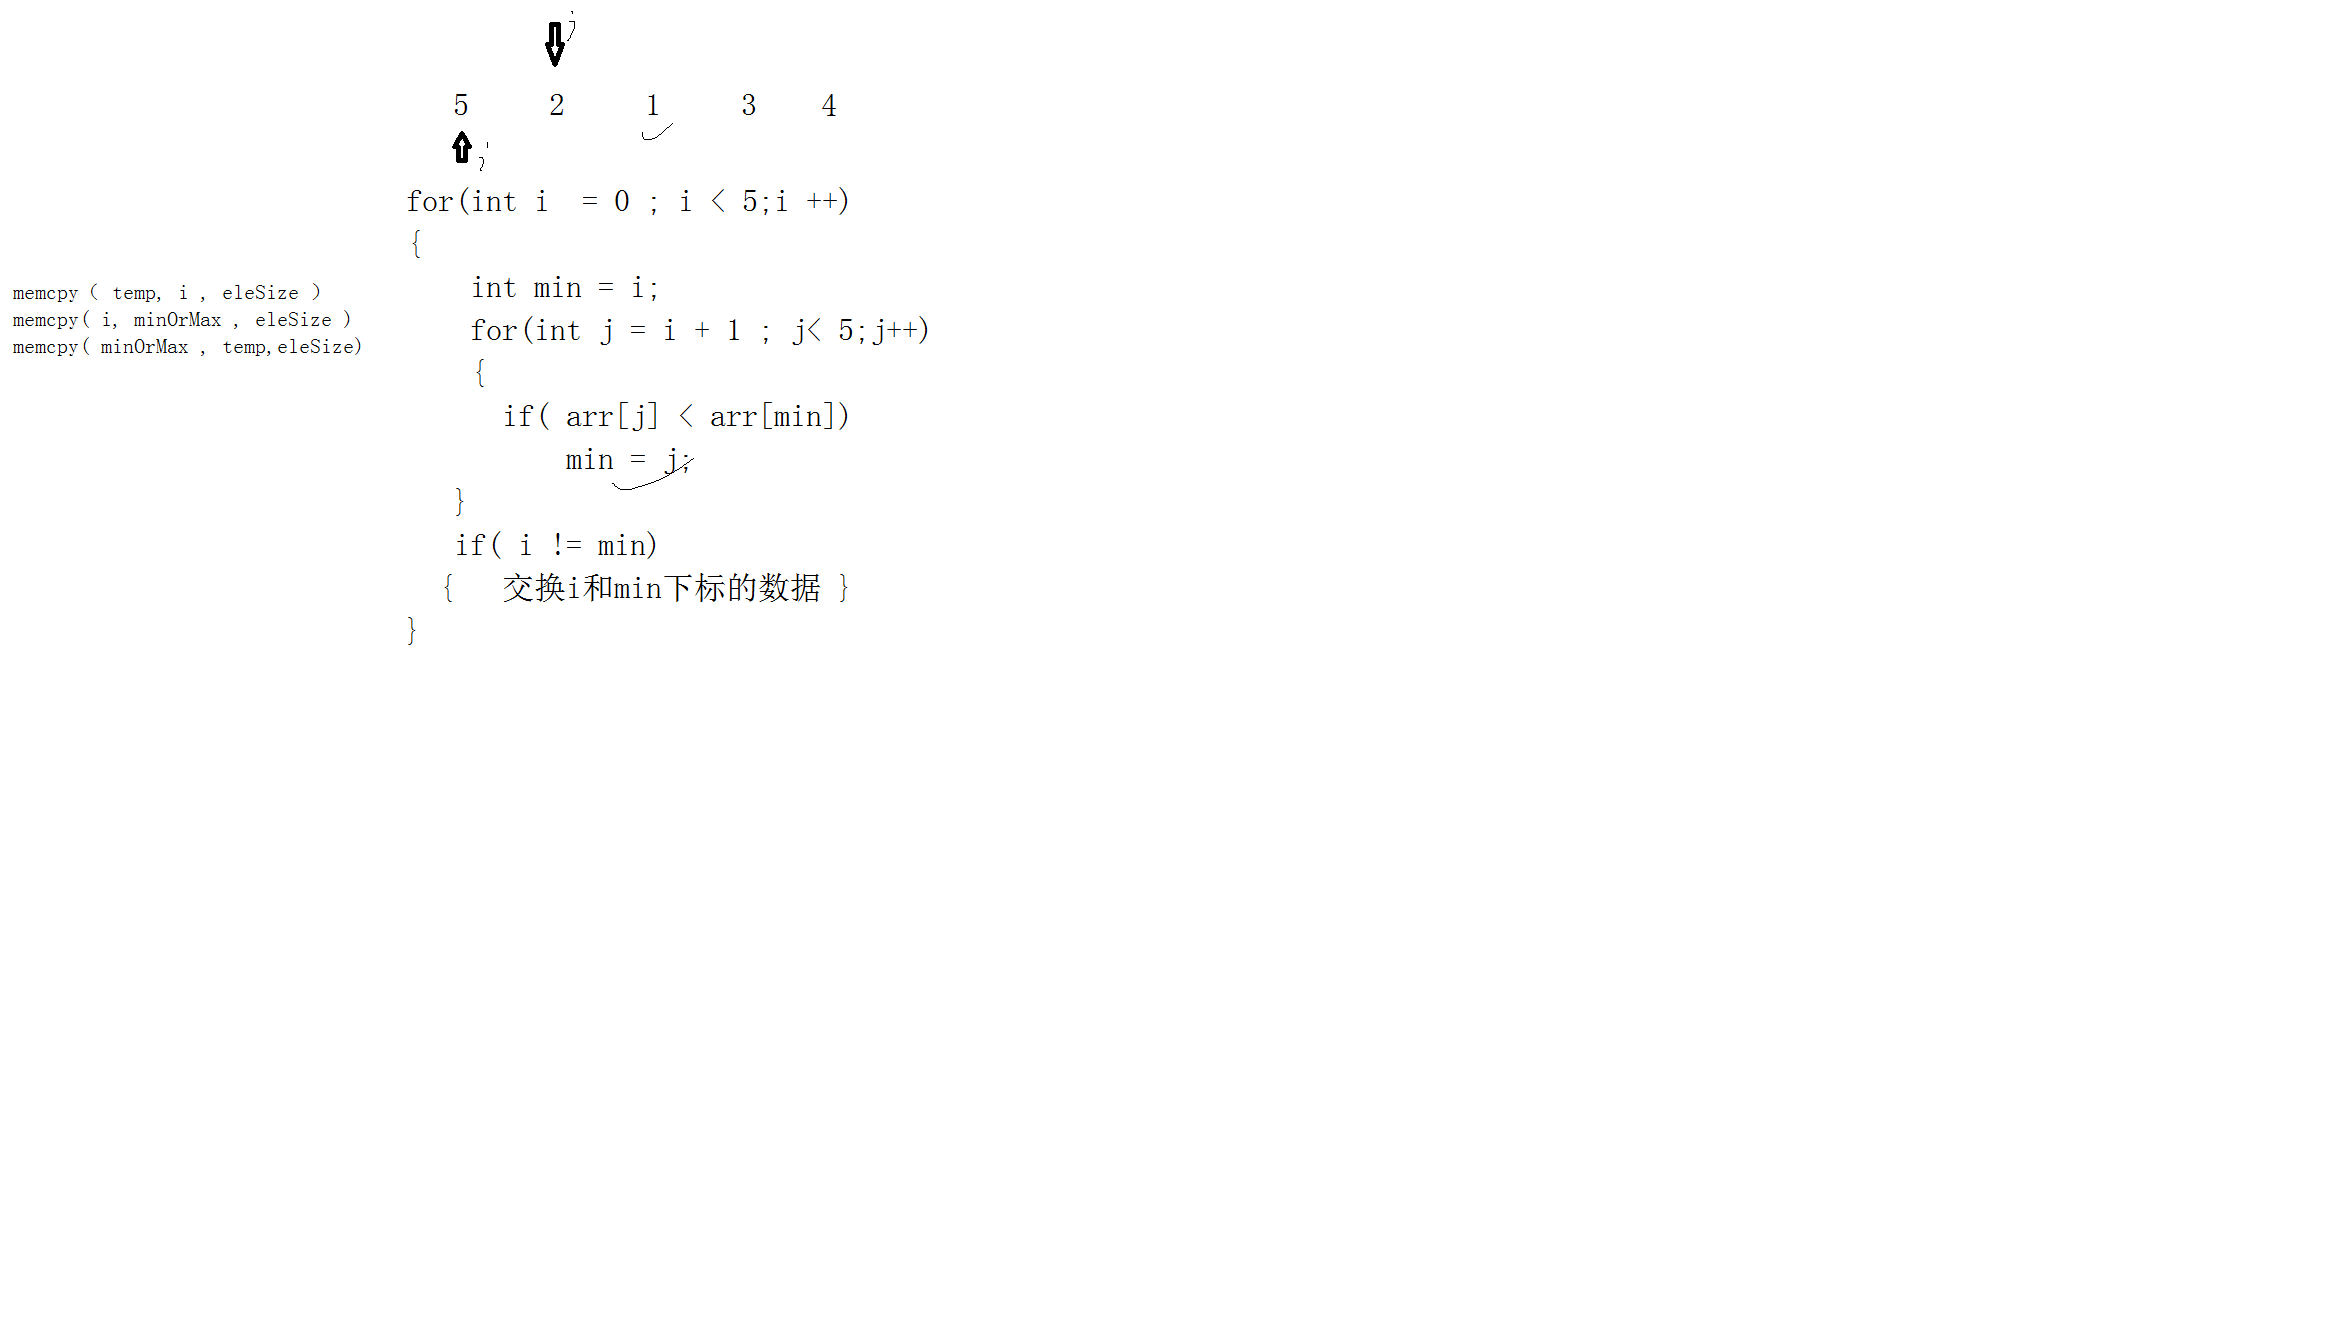 j
5 2 1 3 4
i
for(int i  = 0 ; i < 5;i ++)
{
int min = i;
for(int j = i + 1 ; j< 5;j++)
{
if( arr[j] < arr[min])
min = j;
}
if( i != min)
{   交换i和min下标的数据 }
}
memcpy ( temp, i , eleSize )
memcpy( i, minOrMax , eleSize )
memcpy( minOrMax , temp,eleSize)